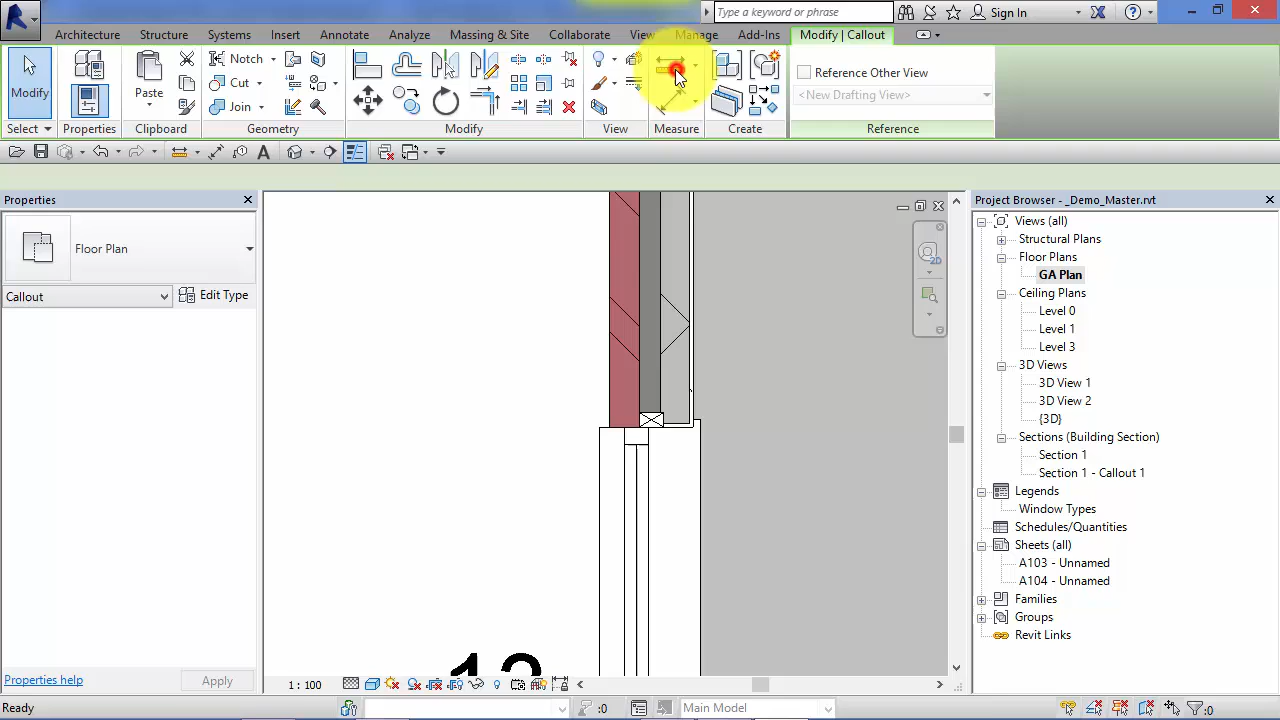 Type a keyword or phrase
Sign In
Architecture Structure Systems Insert Annotate Analyze Massing & Site Collaborate View Manage Add-Ins Modify | Callout
Modify
Paste
Notch
Cut
Join
Reference Other View
<New Drafting View>
Select Properties Clipboard Geometry Modify View Measure Create Reference
Properties
Floor Plan
Callout
Edit Type
Properties help
Apply
12
1 : 100
Project Browser - _Demo_Master.rvt
Views (all)
Structural Plans
Floor Plans
GA Plan
Ceiling Plans
Level 0
Level 1
Level 3
3D Views
3D View 1
3D View 2
{3D}
Sections (Building Section)
Section 1
Section 1 - Callout 1
Legends
Window Types
Schedules/Quantities
Sheets (all)
A103 - Unnamed
A104 - Unnamed
Families
Groups
Revit Links
Ready
:0
Main Model
:0